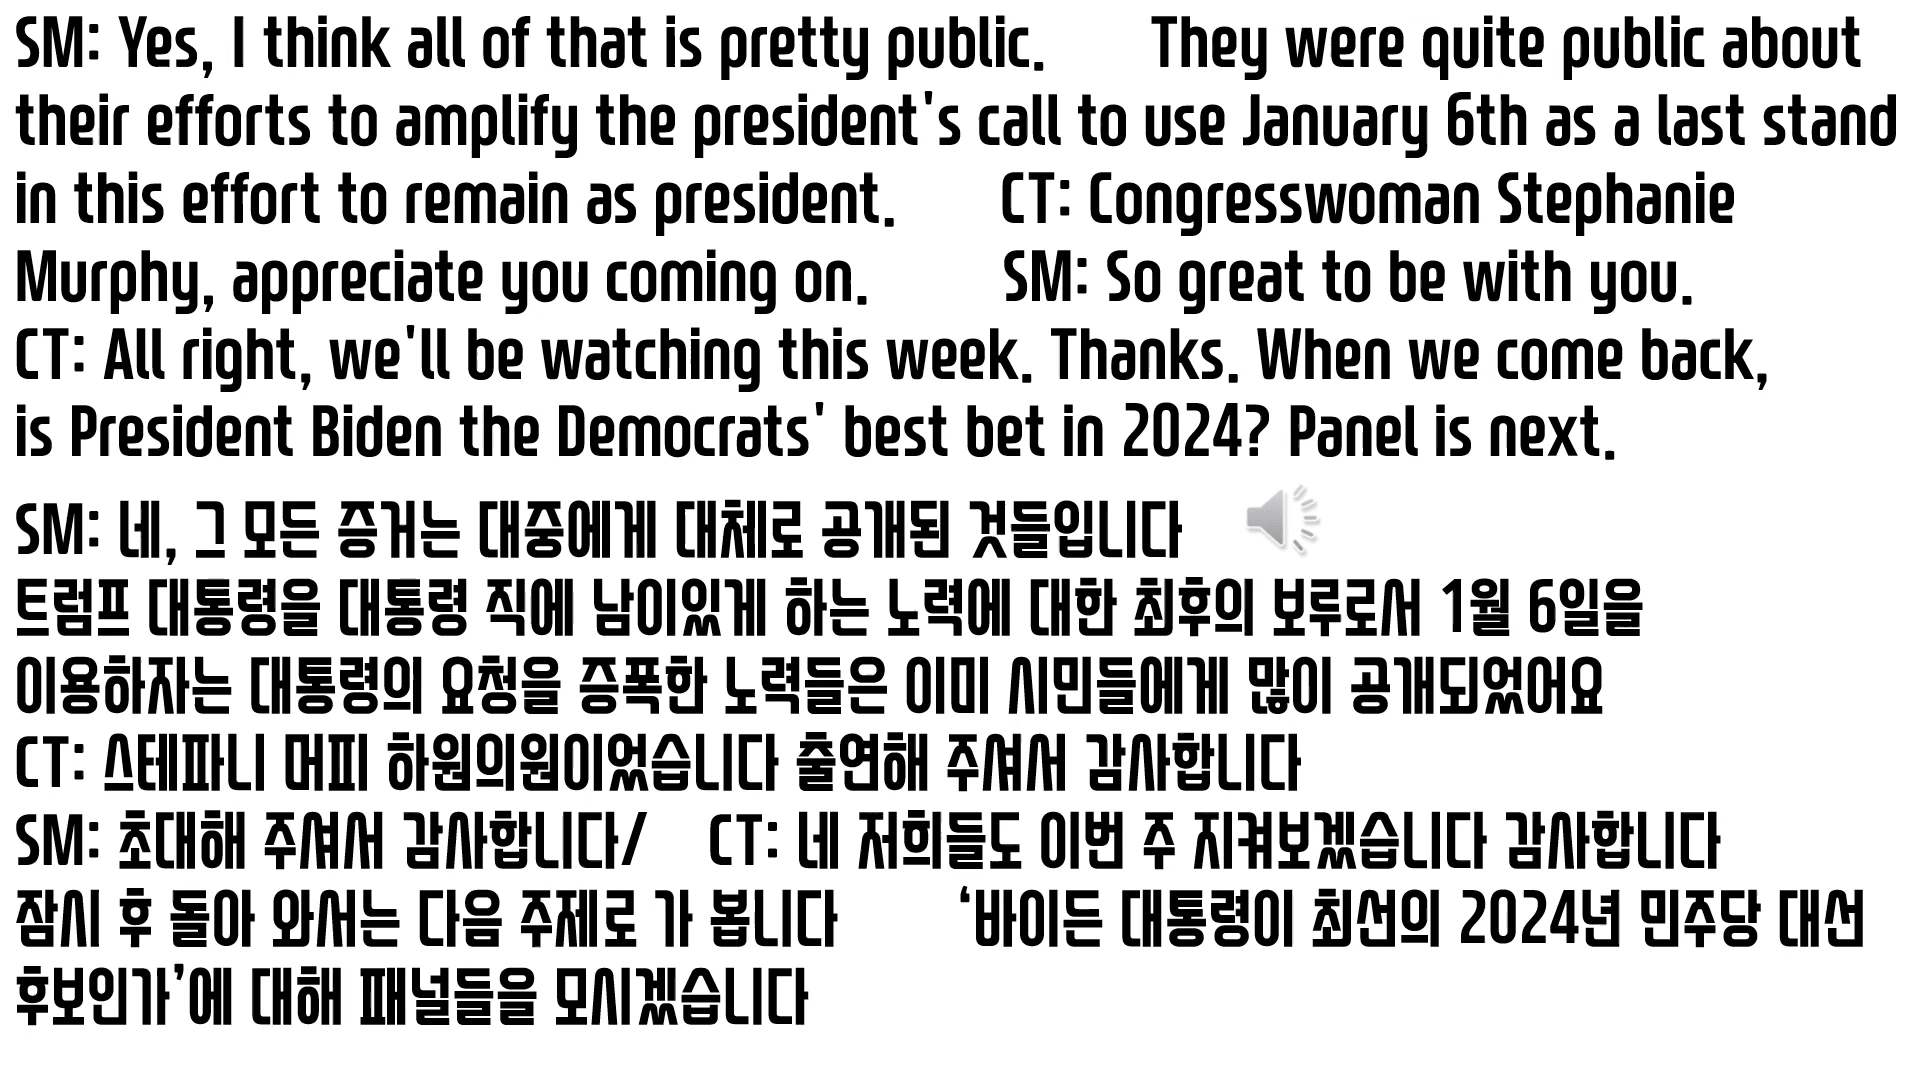 SM: Yes, I think all of that is pretty public. They were quite public about
their efforts to amplify the president's call to use January 6th as a last stand
in this effort to remain as president. CT: Congresswoman Stephanie
Murphy, appreciate you coming on. SM: So great to be with you.
CT: All right, we'll be watching this week. Thanks. When we come back,
is President Biden the Democrats' best bet in 2024? Panel is next.
SM: 네, 그 모든 증거는 대중에게 대체로 공개된 것들입니다
트럼프 대통령을 대통령 직에 남이있게 하는 노력에 대한 최후의 보루로서 1월 6일을
이용하자는 대통령의 요청을 증폭한 노력들은 이미 시민들에게 많이 공개되었어요
CT: 스테파니 머피 하원의원이었습니다 출연해 주셔서 감사합니다
SM: 초대해 주셔서 감사합니다/ CT: 네 저희들도 이번 주 지켜보겠습니다 감사합니다
잠시 후 돌아 와서는 다음 주제로 가 봅니다 ‘바이든 대통령이 최선의 2024년 민주당 대선
후보인가’에 대해 패널들을 모시겠습니다